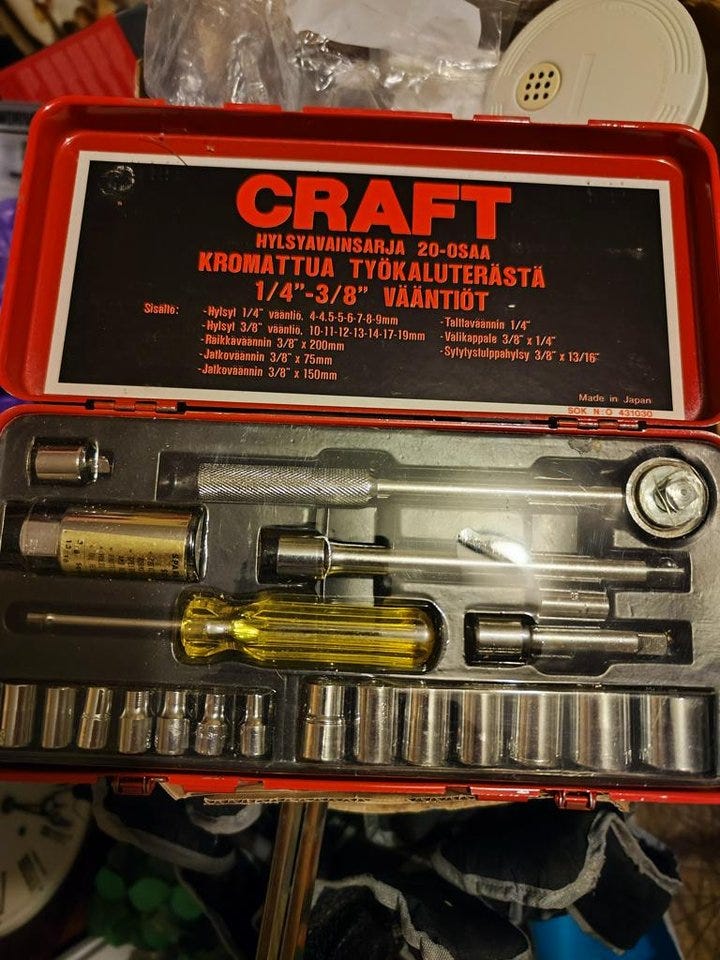 CRAFT
HYLSYAVAINSARJA 20-OSAA
KROMATTUA TYÖKALUTERÄSTÄ
1/4"-3/8" VÄÄNTIÖT
Sisältö:
-Hylsyl 1/4" vääntiö. 4-4.5-5-6-7-8-9mm
-Hylsyl 3/8" vääntiö. 10-11-12-13-14-17-19mm
-Räikkäväännin 3/8" x 200mm
-Jatkoväännin 3/8" x 75mm
-Jatkoväännin 3/8" x 150mm
-Talttaväännin 1/4"
-Välikappale 3/8" x 1/4"
-Sytytystulppahylsy 3/8" x 13/16"
Made in Japan
SOK N:O 431030